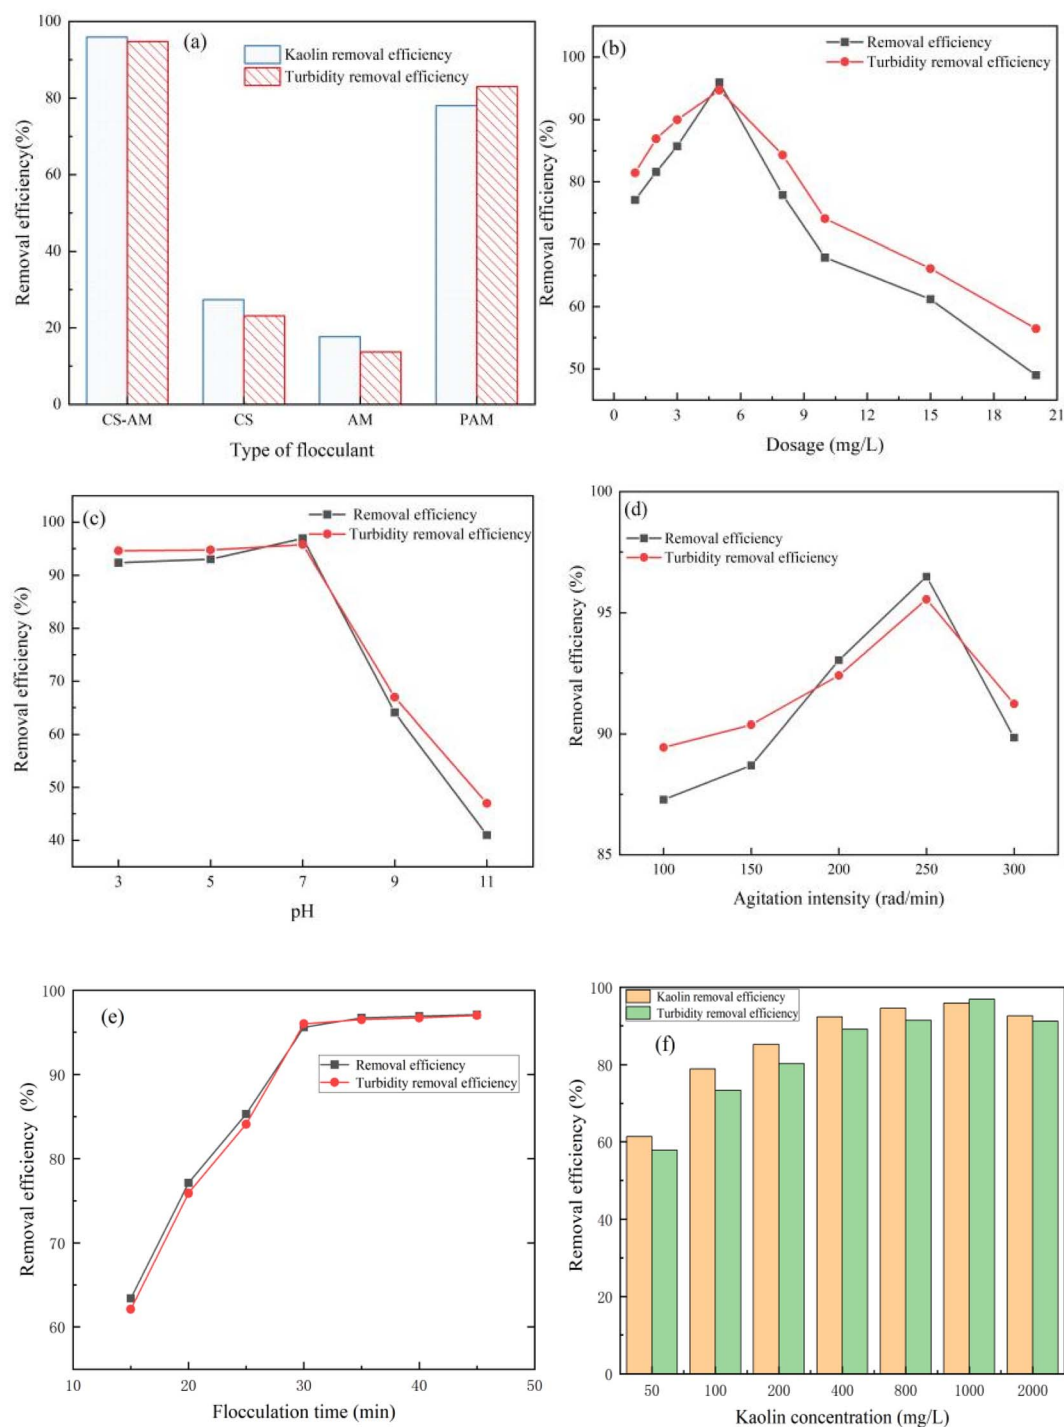 (a)
Kaolin removal efficiency
Turbidity removal efficiency
100
80
60
40
20
0
Removal efficiency(%)
CS-AM CS AM PAM
Type of flocculant
(b)
Removal efficiency
Turbidity removal efficiency
100
90
80
70
60
50
Removal efficiency (%)
0 3 6 9 12 15 18 21
Dosage (mg/L)
(c)
Removal efficiency
Turbidity removal efficiency
100
90
80
70
60
50
40
Removal efficiency (%)
3 5 7 9 11
pH
(d)
Removal efficiency
Turbidity removal efficiency
100
95
90
85
Removal efficiency (%)
100 150 200 250 300
Agitation intensity (rad/min)
(e)
Removal efficiency
Turbidity removal efficiency
100
90
80
70
60
Removal efficiency (%)
10 20 30 40 50
Flocculation time (min)
(f)
Kaolin removal efficiency
Turbidity removal efficiency
100
80
60
40
20
0
Removal efficiency (%)
50 100 200 400 800 1000 2000
Kaolin concentration (mg/L)